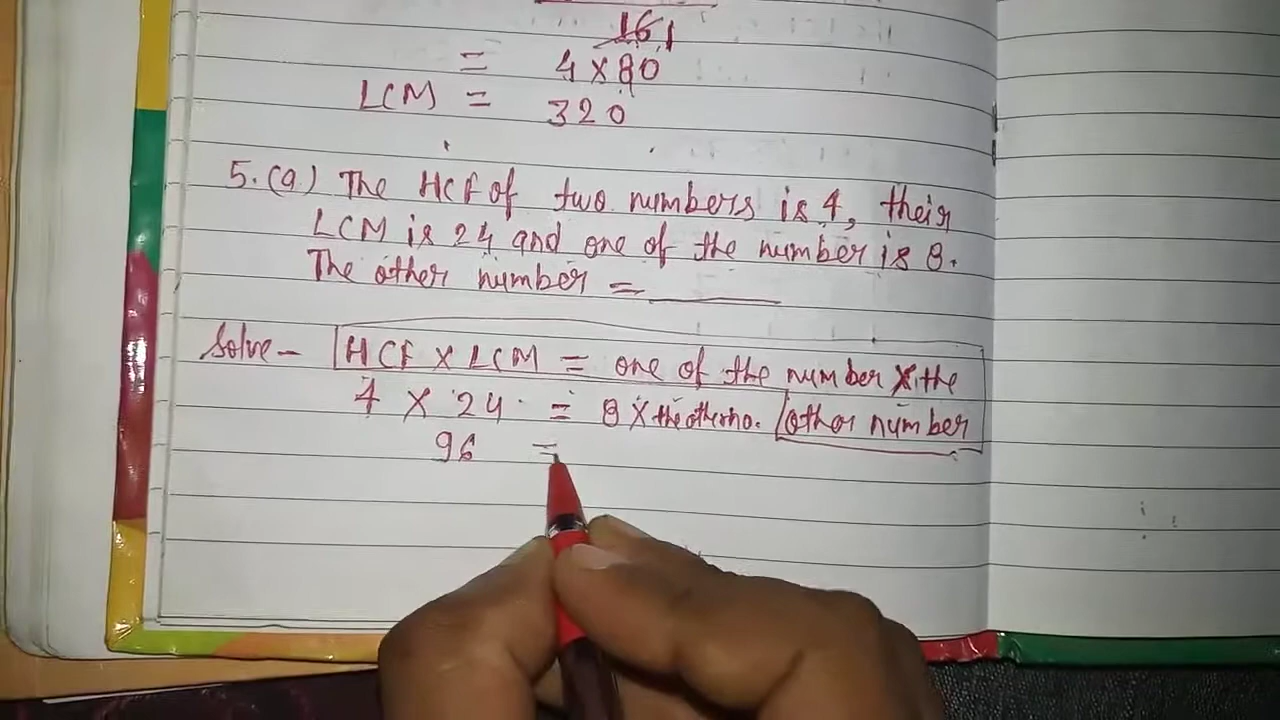 161
= 4 × 80
LCM = 320
5. (a) The HCF of two numbers is 4, their
LCM is 24 and one of the number is 8.
The other number = ______
Solve - HCF × LCM = one of the number × the
other number
4 × 24 = 8 × the other no.
96 =